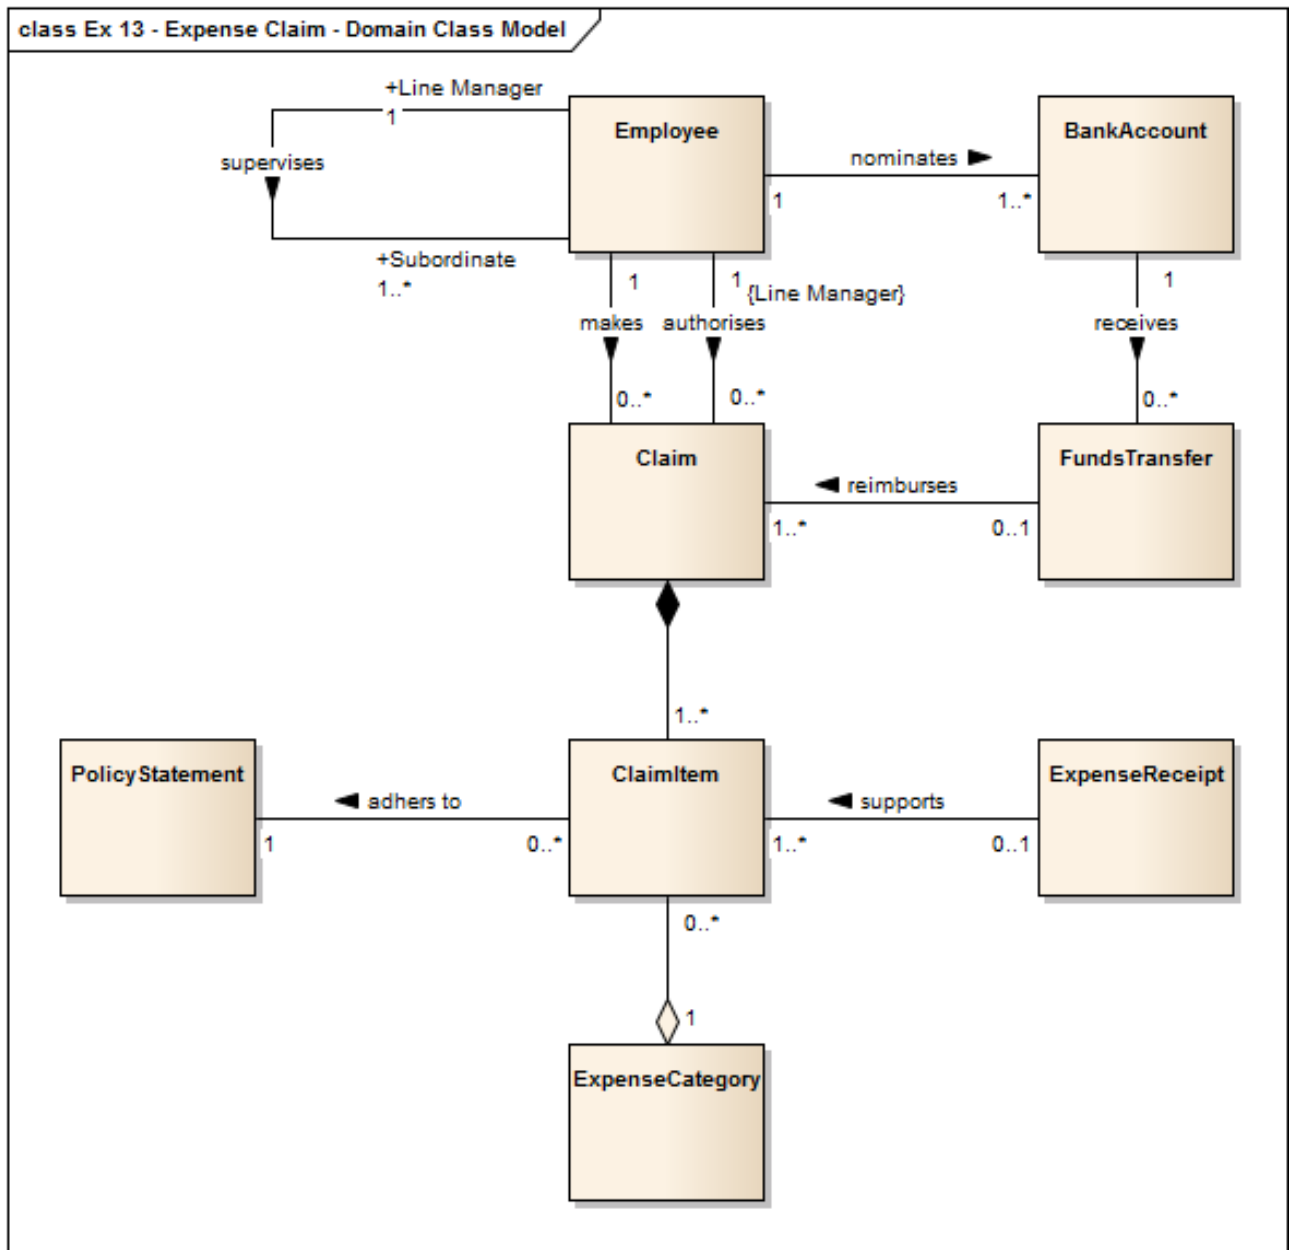 class Ex 13 - Expense Claim - Domain Class Model
+Line Manager
1
supervises
+Subordinate
1..*
Employee
nominates
1
1..*
BankAccount
1
makes
0..*
1
{Line Manager}
authorises
0..*
1
receives
0..*
Claim
reimburses
1..*
0..1
FundsTransfer
1..*
PolicyStatement
adhers to
1
0..*
ClaimItem
supports
1..*
0..1
ExpenseReceipt
0..*
1
ExpenseCategory